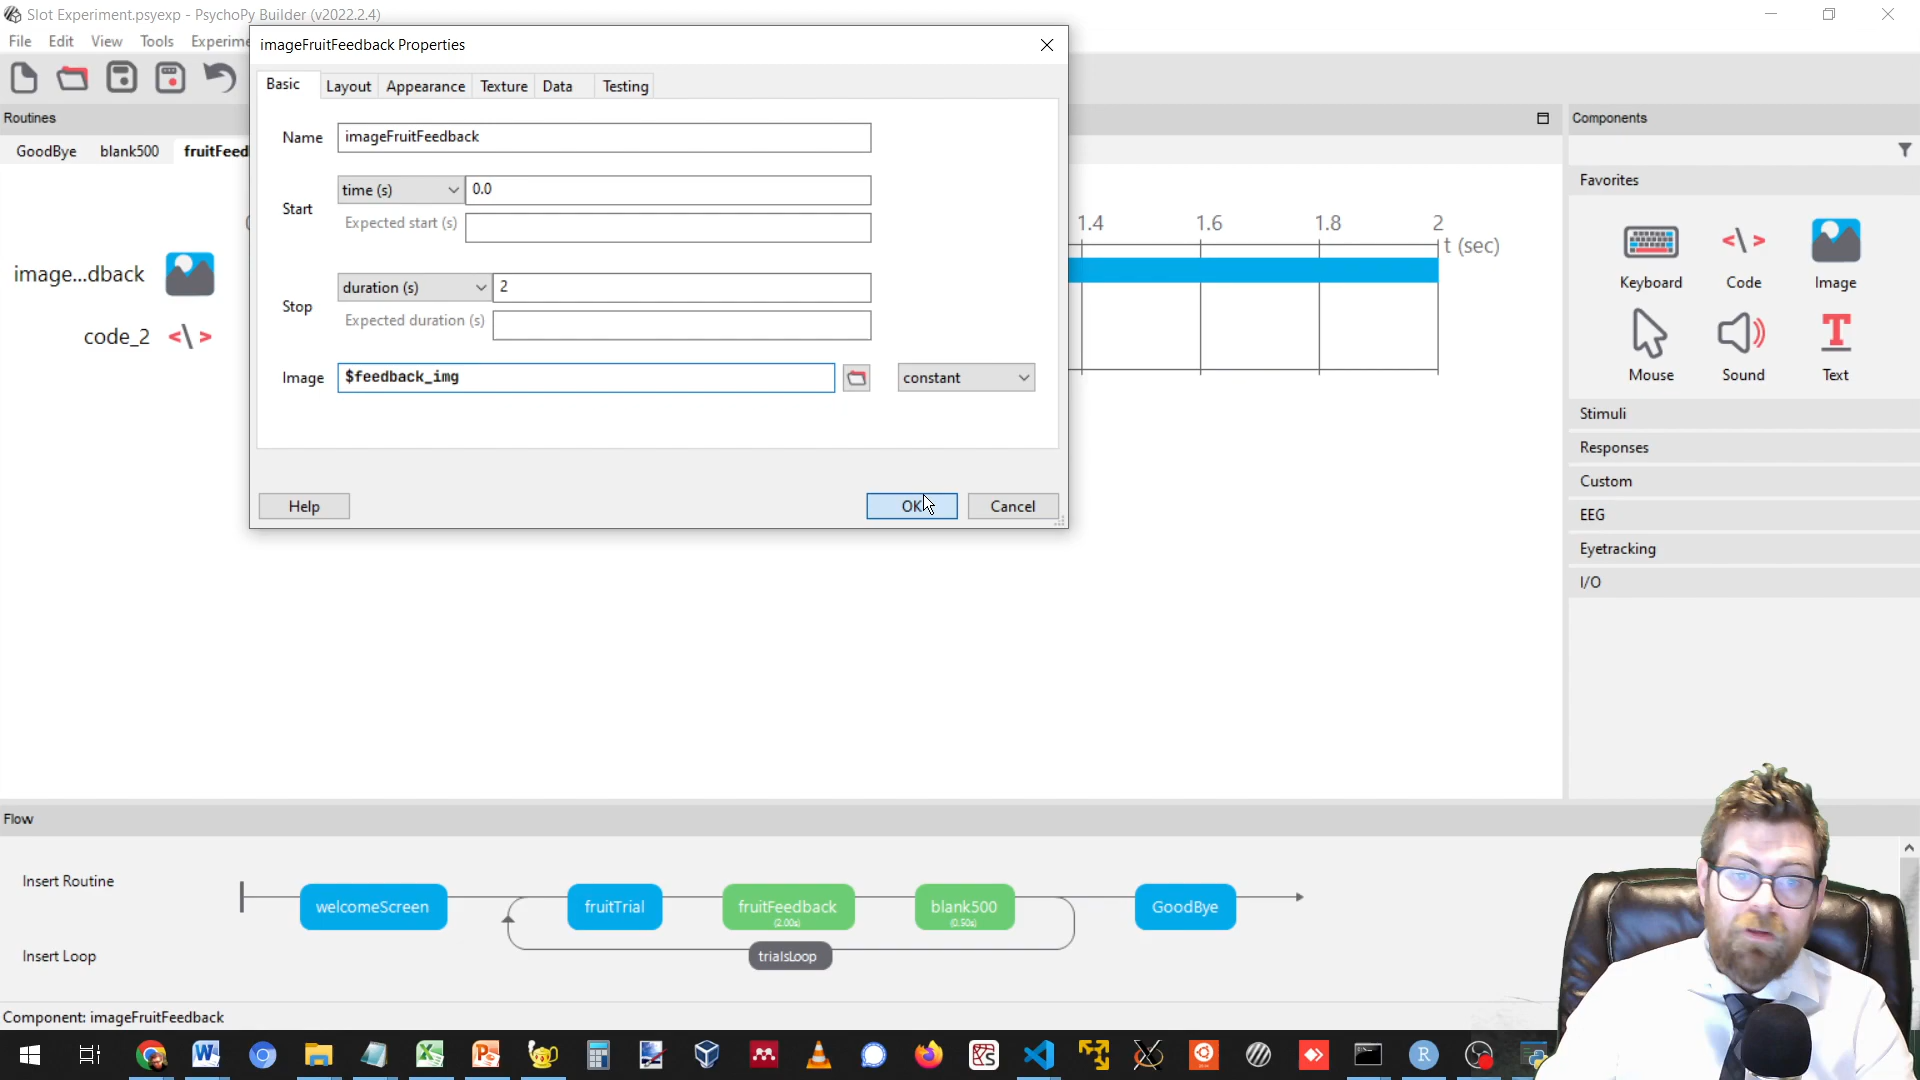 Slot Experiment.psyexp - PsychoPy Builder (v2022.2.4)
File Edit View Tools Experime
imageFruitFeedback Properties
Basic Layout Appearance Texture Data Testing
Routines
Components
GoodBye blank500 fruitFeed
Name imageFruitFeedback
Favorites
Start time (s) 0.0
Expected start (s)
1.4 1.6 1.8 2
t (sec)
image...dback
Keyboard Code Image
Stop duration (s) 2
Expected duration (s)
code_2
Image $feedback_img constant
Mouse Sound Text
Stimuli
Responses
Custom
EEG
Eyetracking
I/O
Help OK Cancel
Flow
Insert Routine
welcomeScreen fruitTrial fruitFeedback blank500 GoodBye
(2.00s) (0.50s)
Insert Loop
trialsLoop
Component: imageFruitFeedback